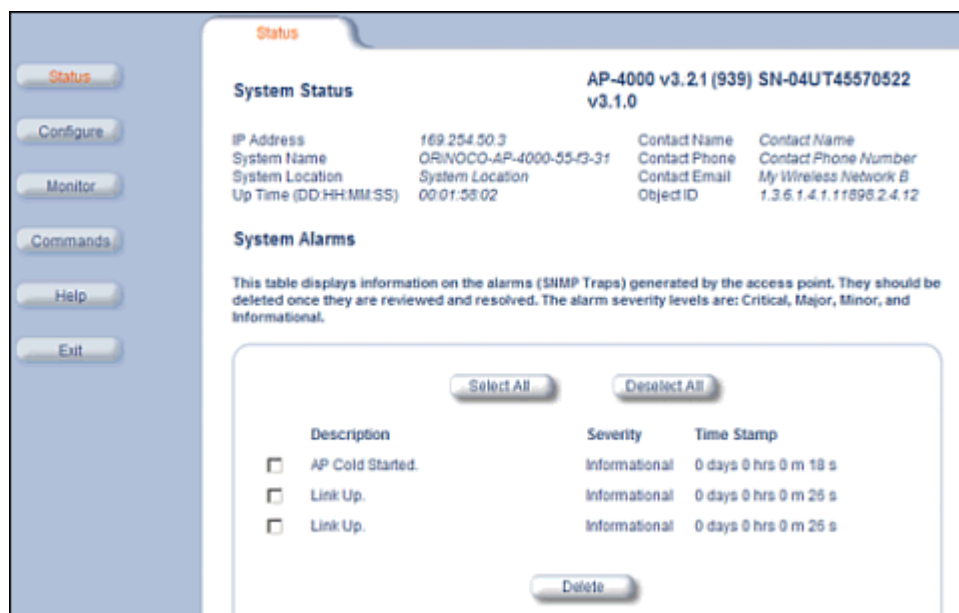 Status
Status
Configure
Monitor
Commands
Help
Exit
System Status
AP-4000 v3.2.1 (939) SN-04UT45570522
v3.1.0
IP Address 169.254.50.3 Contact Name Contact Name
System Name ORiNOCO-AP-4000-55-f3-31 Contact Phone Contact Phone Number
System Location System Location Contact Email My Wireless Network B
Up Time (DD:HH:MM:SS) 00:01:58:02 Object ID 1.3.6.1.4.1.11898.2.4.12
System Alarms
This table displays information on the alarms (SNMP Traps) generated by the access point. They should be
deleted once they are reviewed and resolved. The alarm severity levels are: Critical, Major, Minor, and
Informational.
Select All Deselect All
Description Severity Time Stamp
AP Cold Started. Informational 0 days 0 hrs 0 m 18 s
Link Up. Informational 0 days 0 hrs 0 m 26 s
Link Up. Informational 0 days 0 hrs 0 m 26 s
Delete